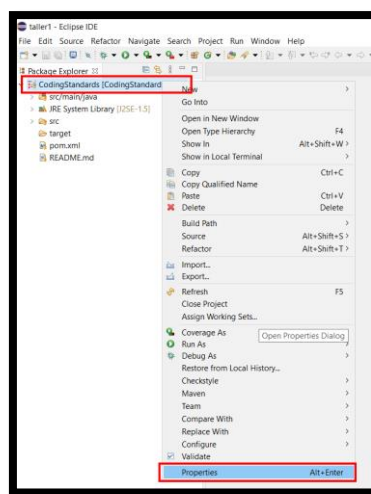 taller1 - Eclipse IDE
File Edit Source Refactor Navigate Search Project Run Window Help
Package Explorer
CodingStandards [CodingStandard
src/main/java
JRE System Library [J2SE-1.5]
src
target
pom.xml
README.md
New
Go Into
Open in New Window
Open Type Hierarchy F4
Show In Alt+Shift+W
Show in Local Terminal
Copy Ctrl+C
Copy Qualified Name
Paste Ctrl+V
Delete Delete
Build Path
Source Alt+Shift+S
Refactor Alt+Shift+T
Import...
Export...
Refresh F5
Close Project
Assign Working Sets...
Coverage As
Open Properties Dialog
Run As
Debug As
Restore from Local History...
Checkstyle
Maven
Team
Compare With
Replace With
Configure
Validate
Properties Alt+Enter